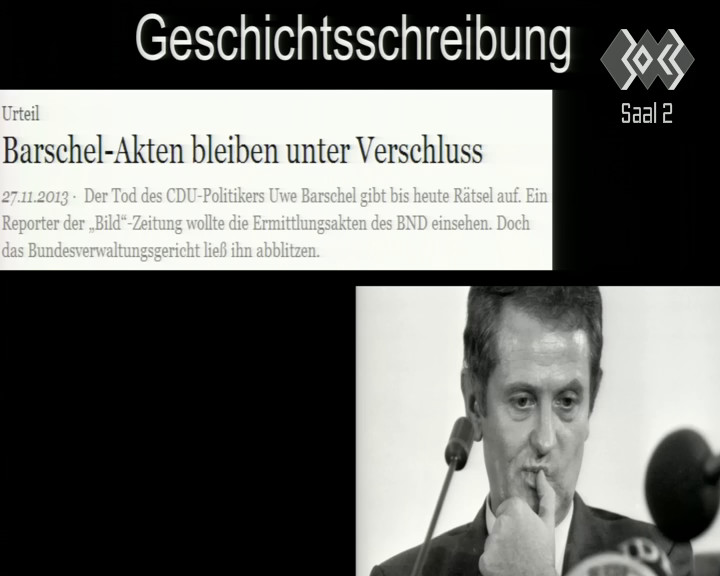 Geschichtsschreibung
Saal 2
Urteil
Barschel-Akten bleiben unter Verschluss
27.11.2013 · Der Tod des CDU-Politikers Uwe Barschel gibt bis heute Rätsel auf. Ein
Reporter der „Bild“-Zeitung wollte die Ermittlungsakten des BND einsehen. Doch
das Bundesverwaltungsgericht ließ ihn abblitzen.